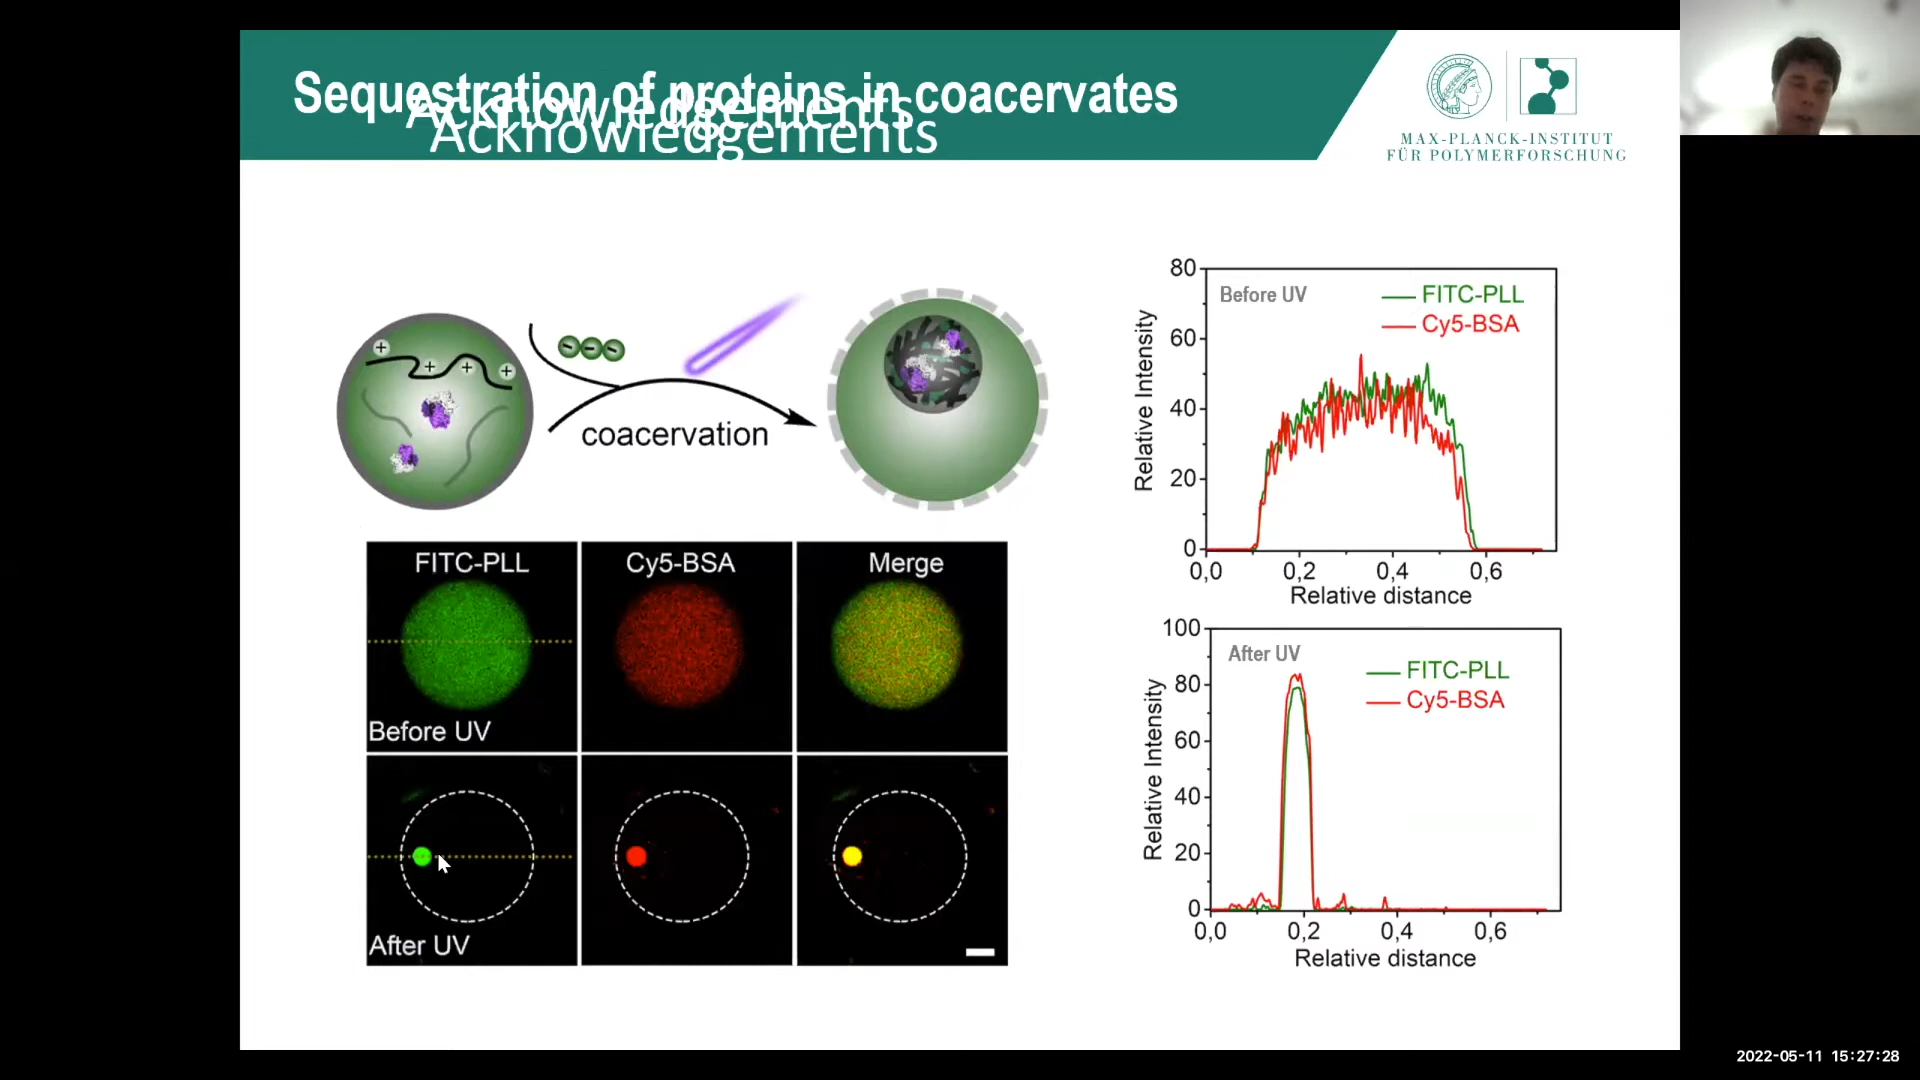 Sequestration of proteins in coacervates
Acknowledgements
Acknowledgements
MAX-PLANCK-INSTITUT
FÜR POLYMERFORSCHUNG
+ + + +
− − −
coacervation
FITC-PLL
Cy5-BSA
Merge
Before UV
After UV
80
60
40
20
0
Before UV
FITC-PLL
Cy5-BSA
Relative Intensity
0,0 0,2 0,4 0,6
Relative distance
100
80
60
40
20
0
After UV
FITC-PLL
Cy5-BSA
Relative Intensity
0,0 0,2 0,4 0,6
Relative distance
2022-05-11 15:27:28